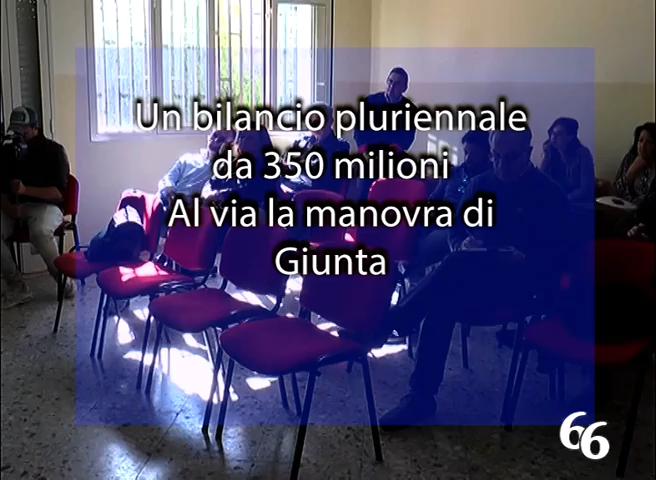 Un bilancio pluriennale
da 350 milioni
Al via la manovra di
Giunta
66